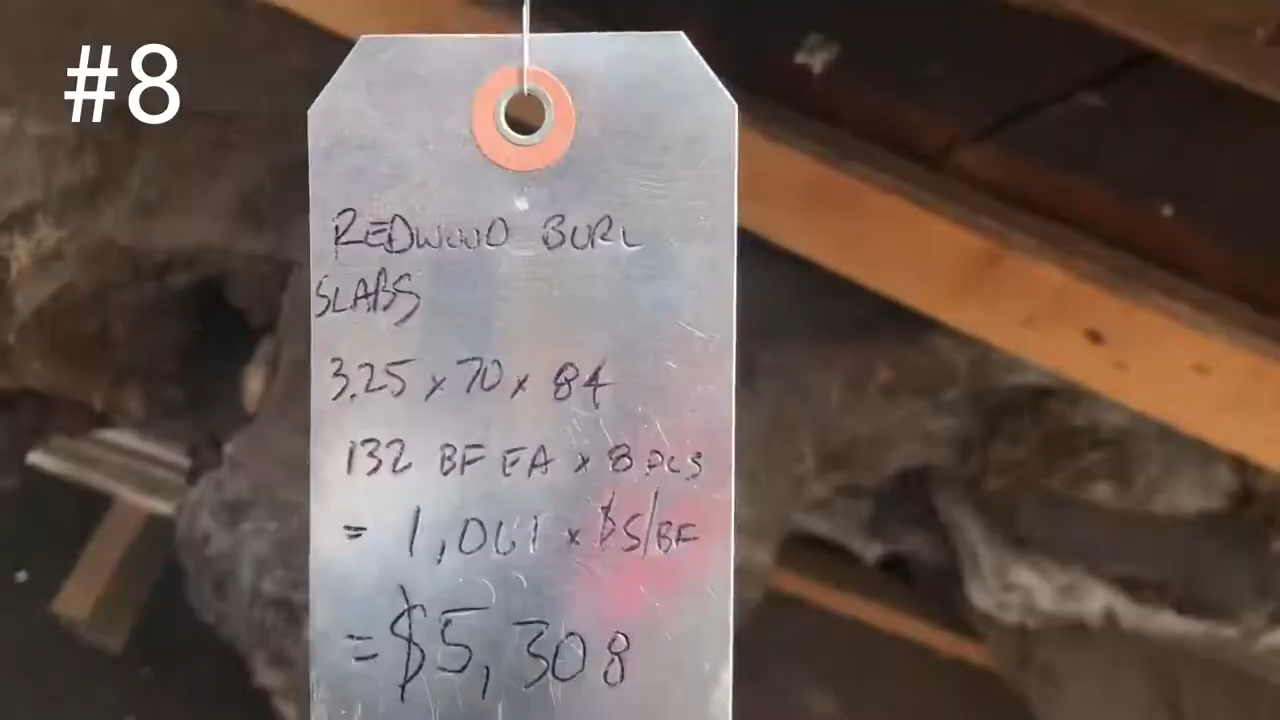 #8
REDWOOD BURL
SLABS
3.25 x 70 x 84
132 BF EA x 8 PCS
= 1,061 x $5/BF
= $5,308